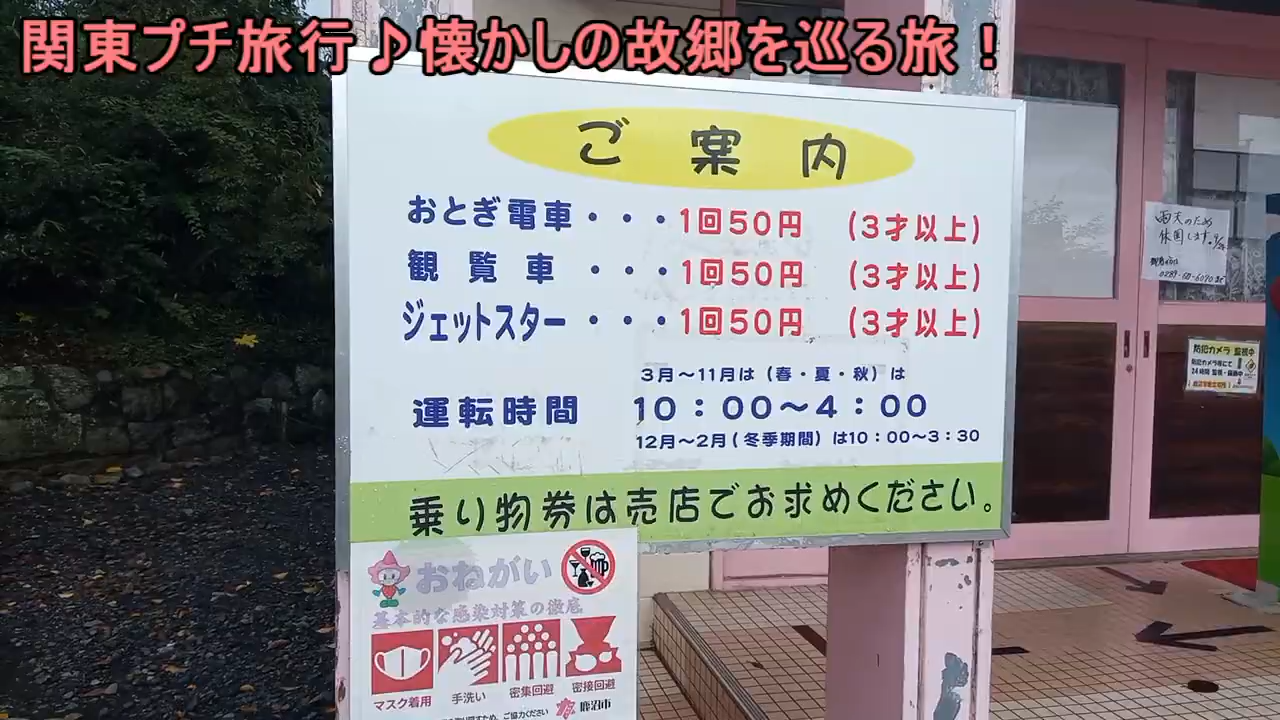 関東プチ旅行♪懐かしの故郷を巡る旅！
ご案内
おとぎ電車・・・1回50円 (3才以上)
観覧車 ・・・1回50円 (3才以上)
ジェットスター・・・1回50円 (3才以上)
3月〜11月は（春・夏・秋）は
運転時間 10：00〜4：00
12月〜2月(冬季期間)は10：00〜3：30
乗り物券は売店でお求めください。
おねがい
基本的な感染対策の徹底
マスク着用 手洗い 密集回避 密接回避
ご協力ください 鹿沼市
雨天のため
休園します。
防犯カメラ 監視中